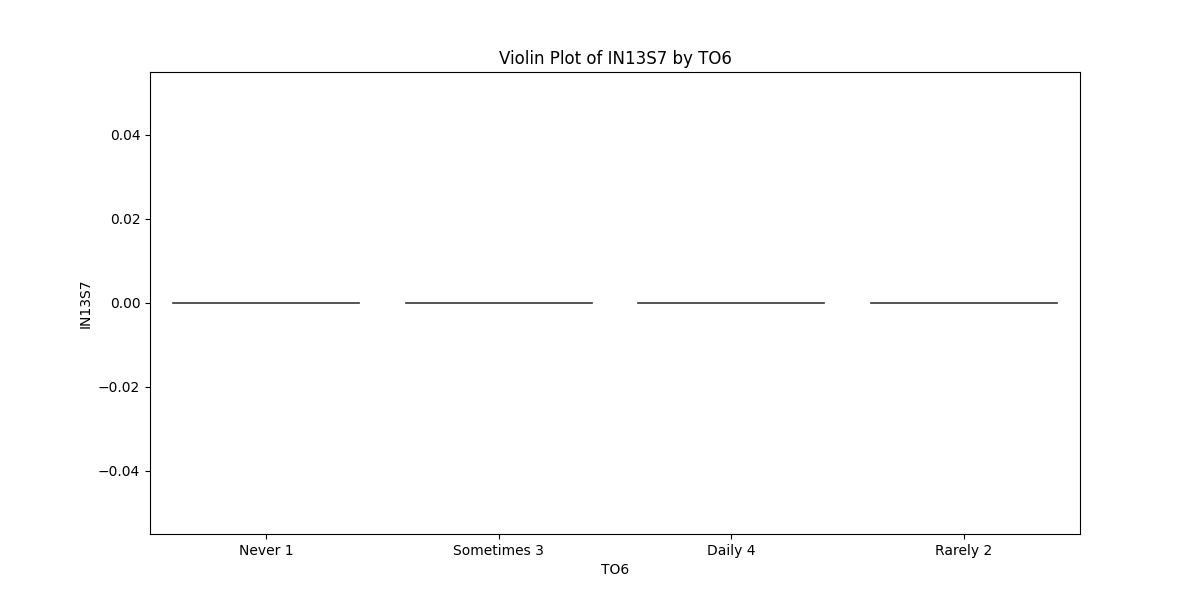 Violin Plot of IN13S7 by TO6
0.04
0.02
0.00
−0.02
−0.04
IN13S7
Never 1
Sometimes 3
Daily 4
Rarely 2
TO6